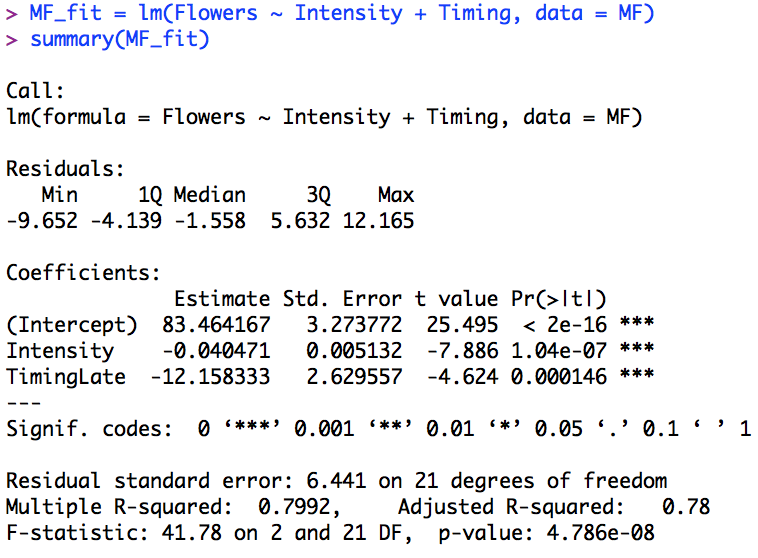 > MF_fit = lm(Flowers ~ Intensity + Timing, data = MF)
> summary(MF_fit)

Call:
lm(formula = Flowers ~ Intensity + Timing, data = MF)

Residuals:
   Min     1Q Median     3Q    Max
-9.652 -4.139 -1.558  5.632 12.165

Coefficients:
              Estimate Std. Error t value Pr(>|t|)
(Intercept)  83.464167   3.273772  25.495  < 2e-16 ***
Intensity    -0.040471   0.005132  -7.886 1.04e-07 ***
TimingLate  -12.158333   2.629557  -4.624 0.000146 ***
---
Signif. codes:  0 ‘***’ 0.001 ‘**’ 0.01 ‘*’ 0.05 ‘.’ 0.1 ‘ ’ 1

Residual standard error: 6.441 on 21 degrees of freedom
Multiple R-squared:  0.7992,	Adjusted R-squared:   0.78
F-statistic: 41.78 on 2 and 21 DF,  p-value: 4.786e-08